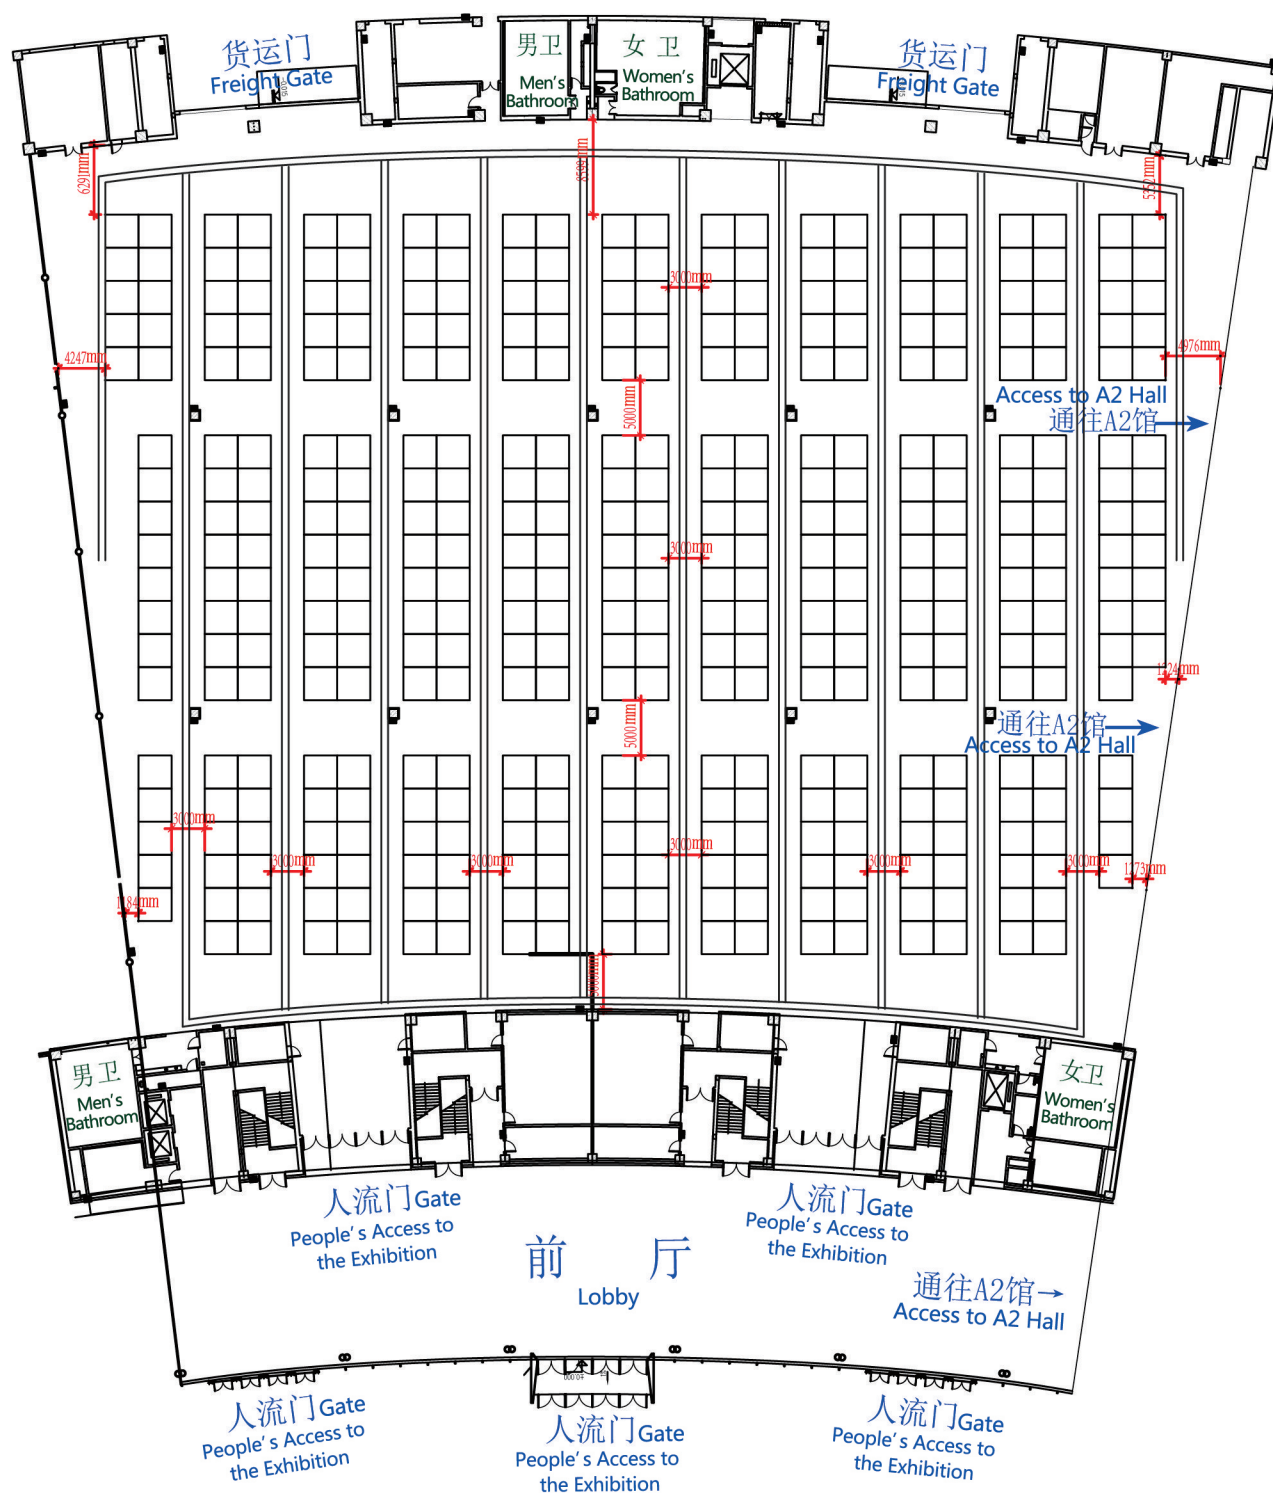 货运门
Freight Gate
男卫
Men's
Bathroom
女 卫
Women's
Bathroom
货运门
Freight Gate
6291mm
8599mm
5352mm
3000mm
4247mm
4976mm
5000mm
Access to A2 Hall
通往A2馆
3000mm
1224mm
5000mm
通往A2馆
Access to A2 Hall
3000mm
3000mm
3000mm
3000mm
3000mm
3000mm
1273mm
1184mm
男卫
Men's
Bathroom
女卫
Women's
Bathroom
人流门Gate
People's Access to
the Exhibition
人流门Gate
People's Access to
the Exhibition
前 厅
Lobby
通往A2馆
Access to A2 Hall
±0.000
人流门Gate
People's Access to
the Exhibition
人流门Gate
People's Access to
the Exhibition
人流门Gate
People's Access to
the Exhibition